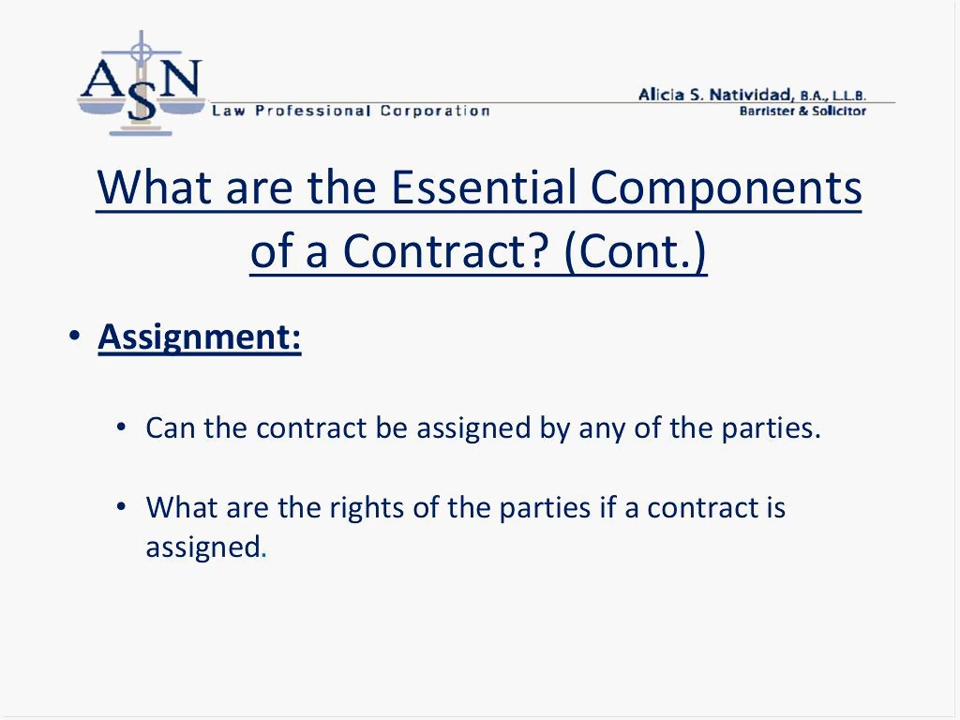 ASN
Law Professional Corporation
Alicia S. Natividad, B.A., L.L.B.
Barrister & Solicitor
What are the Essential Components
of a Contract? (Cont.)
• Assignment:
• Can the contract be assigned by any of the parties.
• What are the rights of the parties if a contract is
assigned.